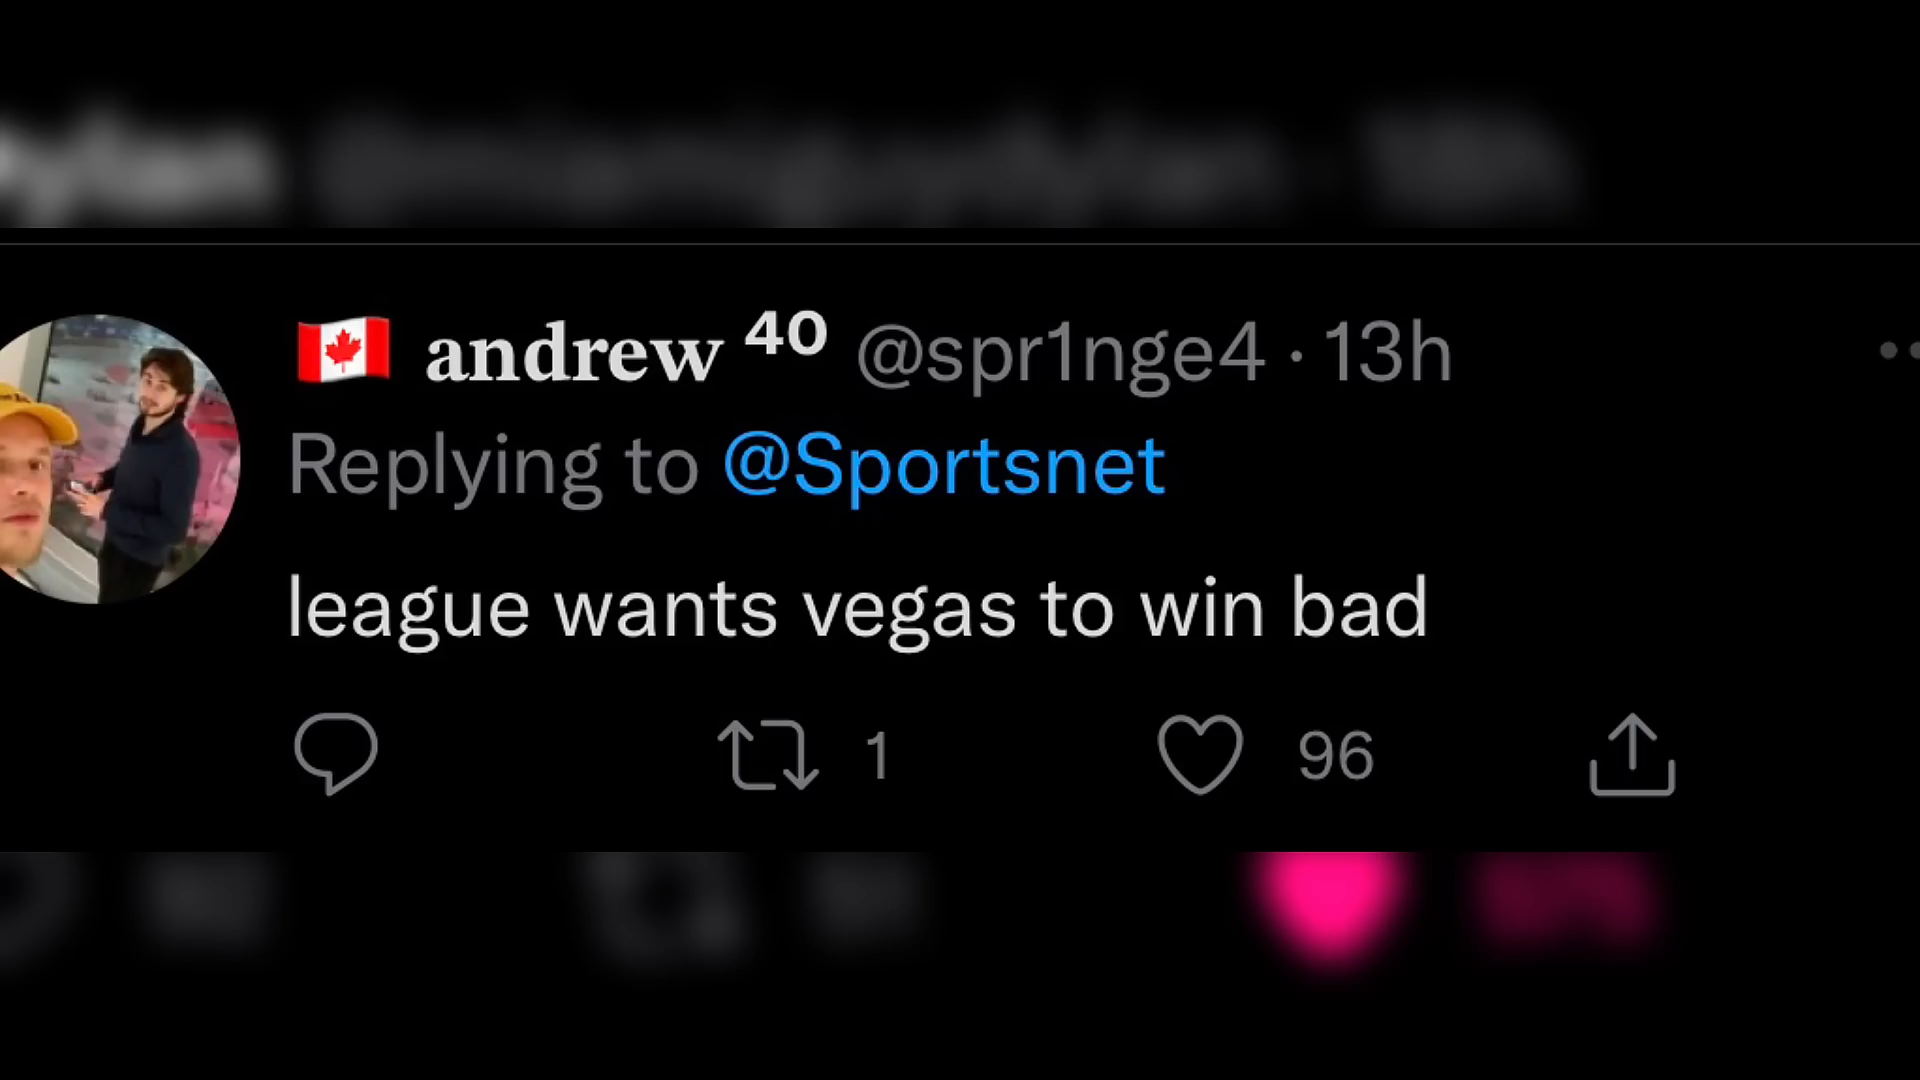 🇨🇦 andrew ⁴⁰ @spr1nge4 · 13h
Replying to @Sportsnet
league wants vegas to win bad
1 96